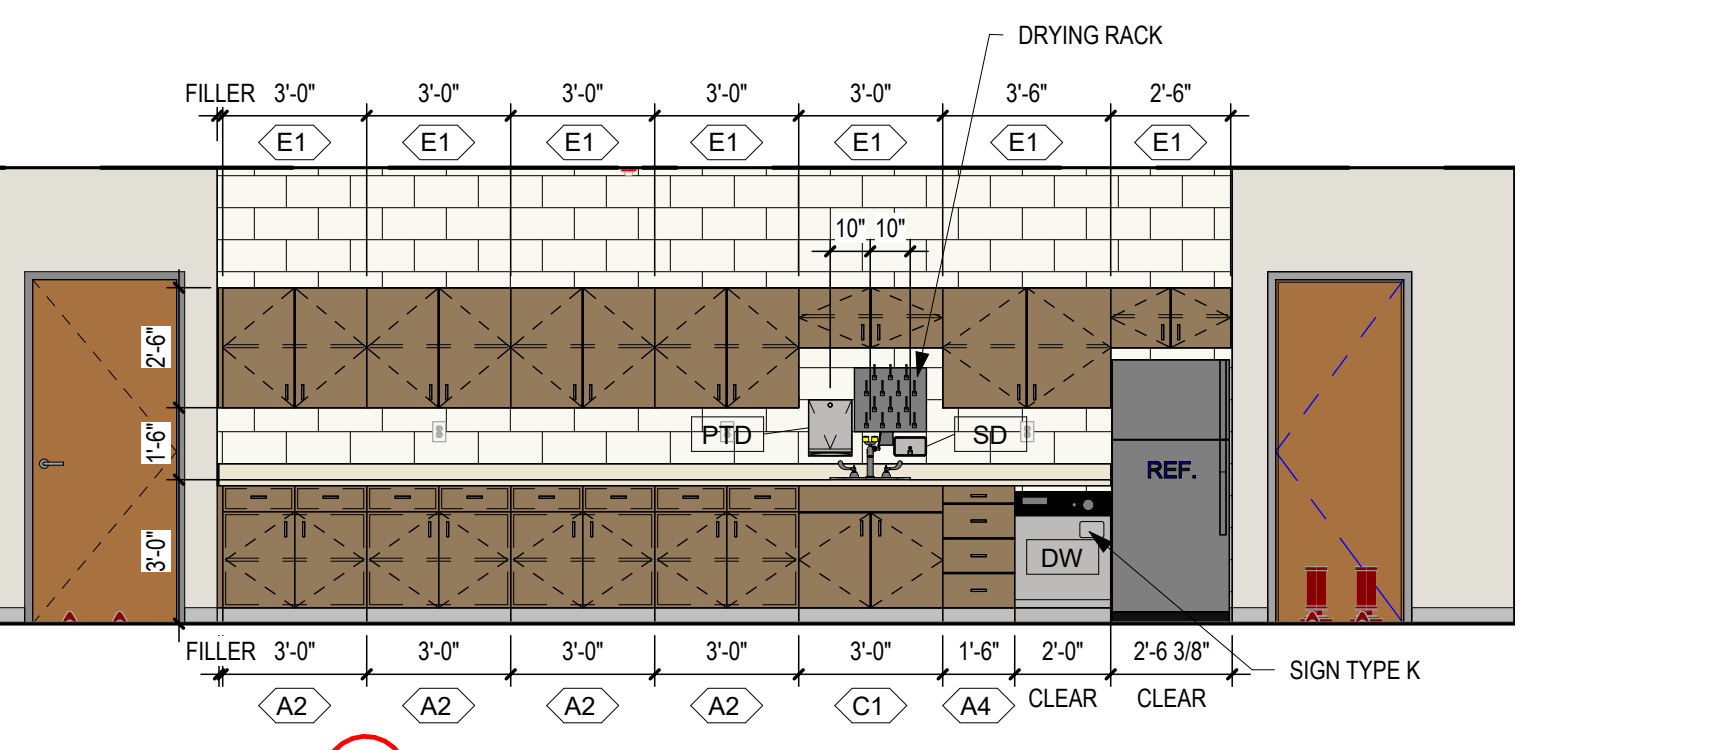 DRYING RACK
FILLER 3'-0" 3'-0" 3'-0" 3'-0" 3'-0" 3'-6" 2'-6"
E1 E1 E1 E1 E1 E1 E1
10" 10"
2'-6"
1'-6"
PTD SD
REF.
3'-0"
DW
FILLER 3'-0" 3'-0" 3'-0" 3'-0" 3'-0" 1'-6" 2'-0" 2'-6 3/8"
SIGN TYPE K
A2 A2 A2 A2 C1 A4 CLEAR CLEAR